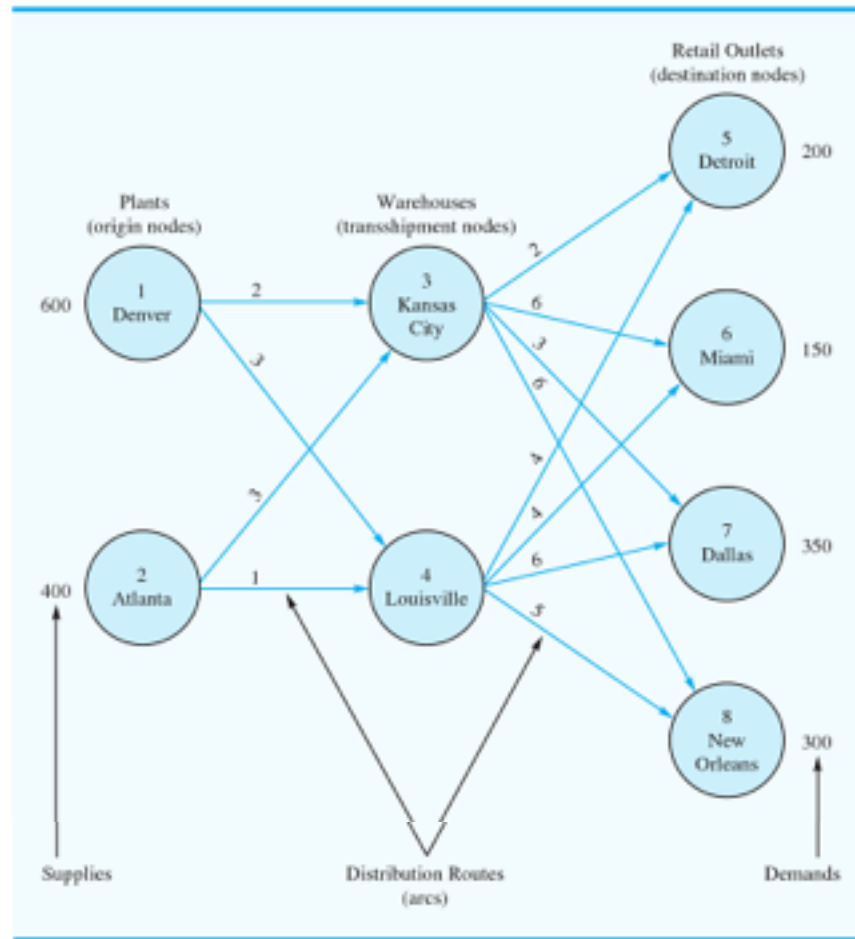 Retail Outlets
(destination nodes)
5
Detroit
200
Plants
(origin nodes)
Warehouses
(transshipment nodes)
600
1
Denver
2
3
3
Kansas
City
2
6
3
6
6
Miami
150
400
2
Atlanta
3
1
4
Louisville
4
4
6
5
7
Dallas
350
8
New
Orleans
300
Supplies
Distribution Routes
(arcs)
Demands